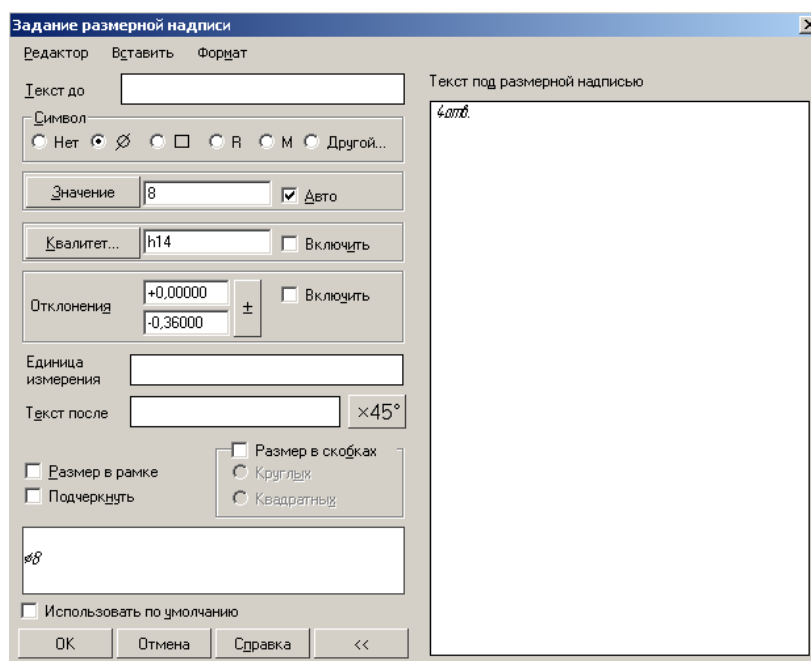 Задание размерной надписи
Редактор Вставить Формат
Текст до
Символ
Нет Ø □ R М Другой...
Значение 8 Авто
Квалитет... h14 Включить
Отклонения +0,00000 ± Включить
-0,36000
Единица
измерения
Текст после ×45°
Размер в скобках
Круглых
Квадратных
Размер в рамке
Подчеркнуть
ø8
Использовать по умолчанию
OK Отмена Справка <<
Текст под размерной надписью
4отв.